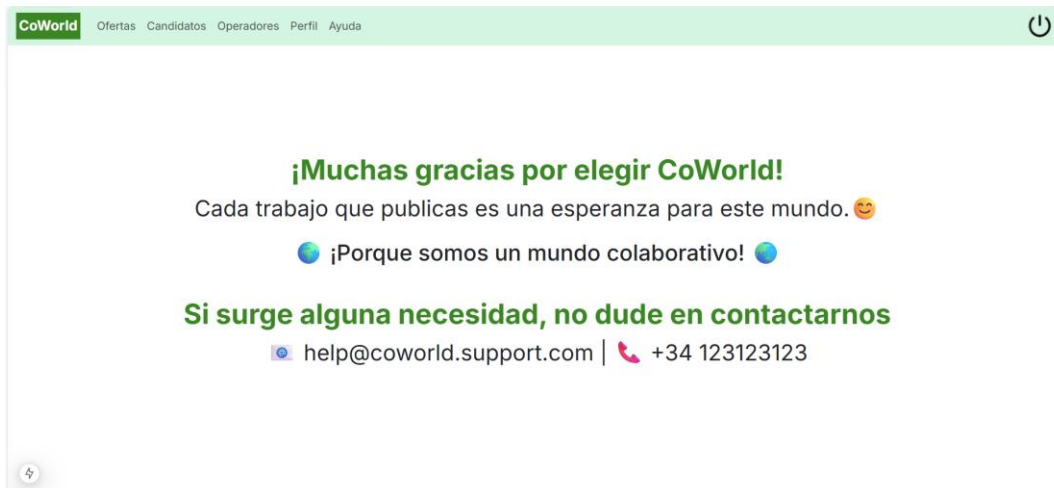 CoWorld Ofertas Candidatos Operadores Perfil Ayuda
¡Muchas gracias por elegir CoWorld!
Cada trabajo que publicas es una esperanza para este mundo.😊
🌍 ¡Porque somos un mundo colaborativo! 🌏
Si surge alguna necesidad, no dude en contactarnos
📧 help@coworld.support.com | 📞 +34 123123123